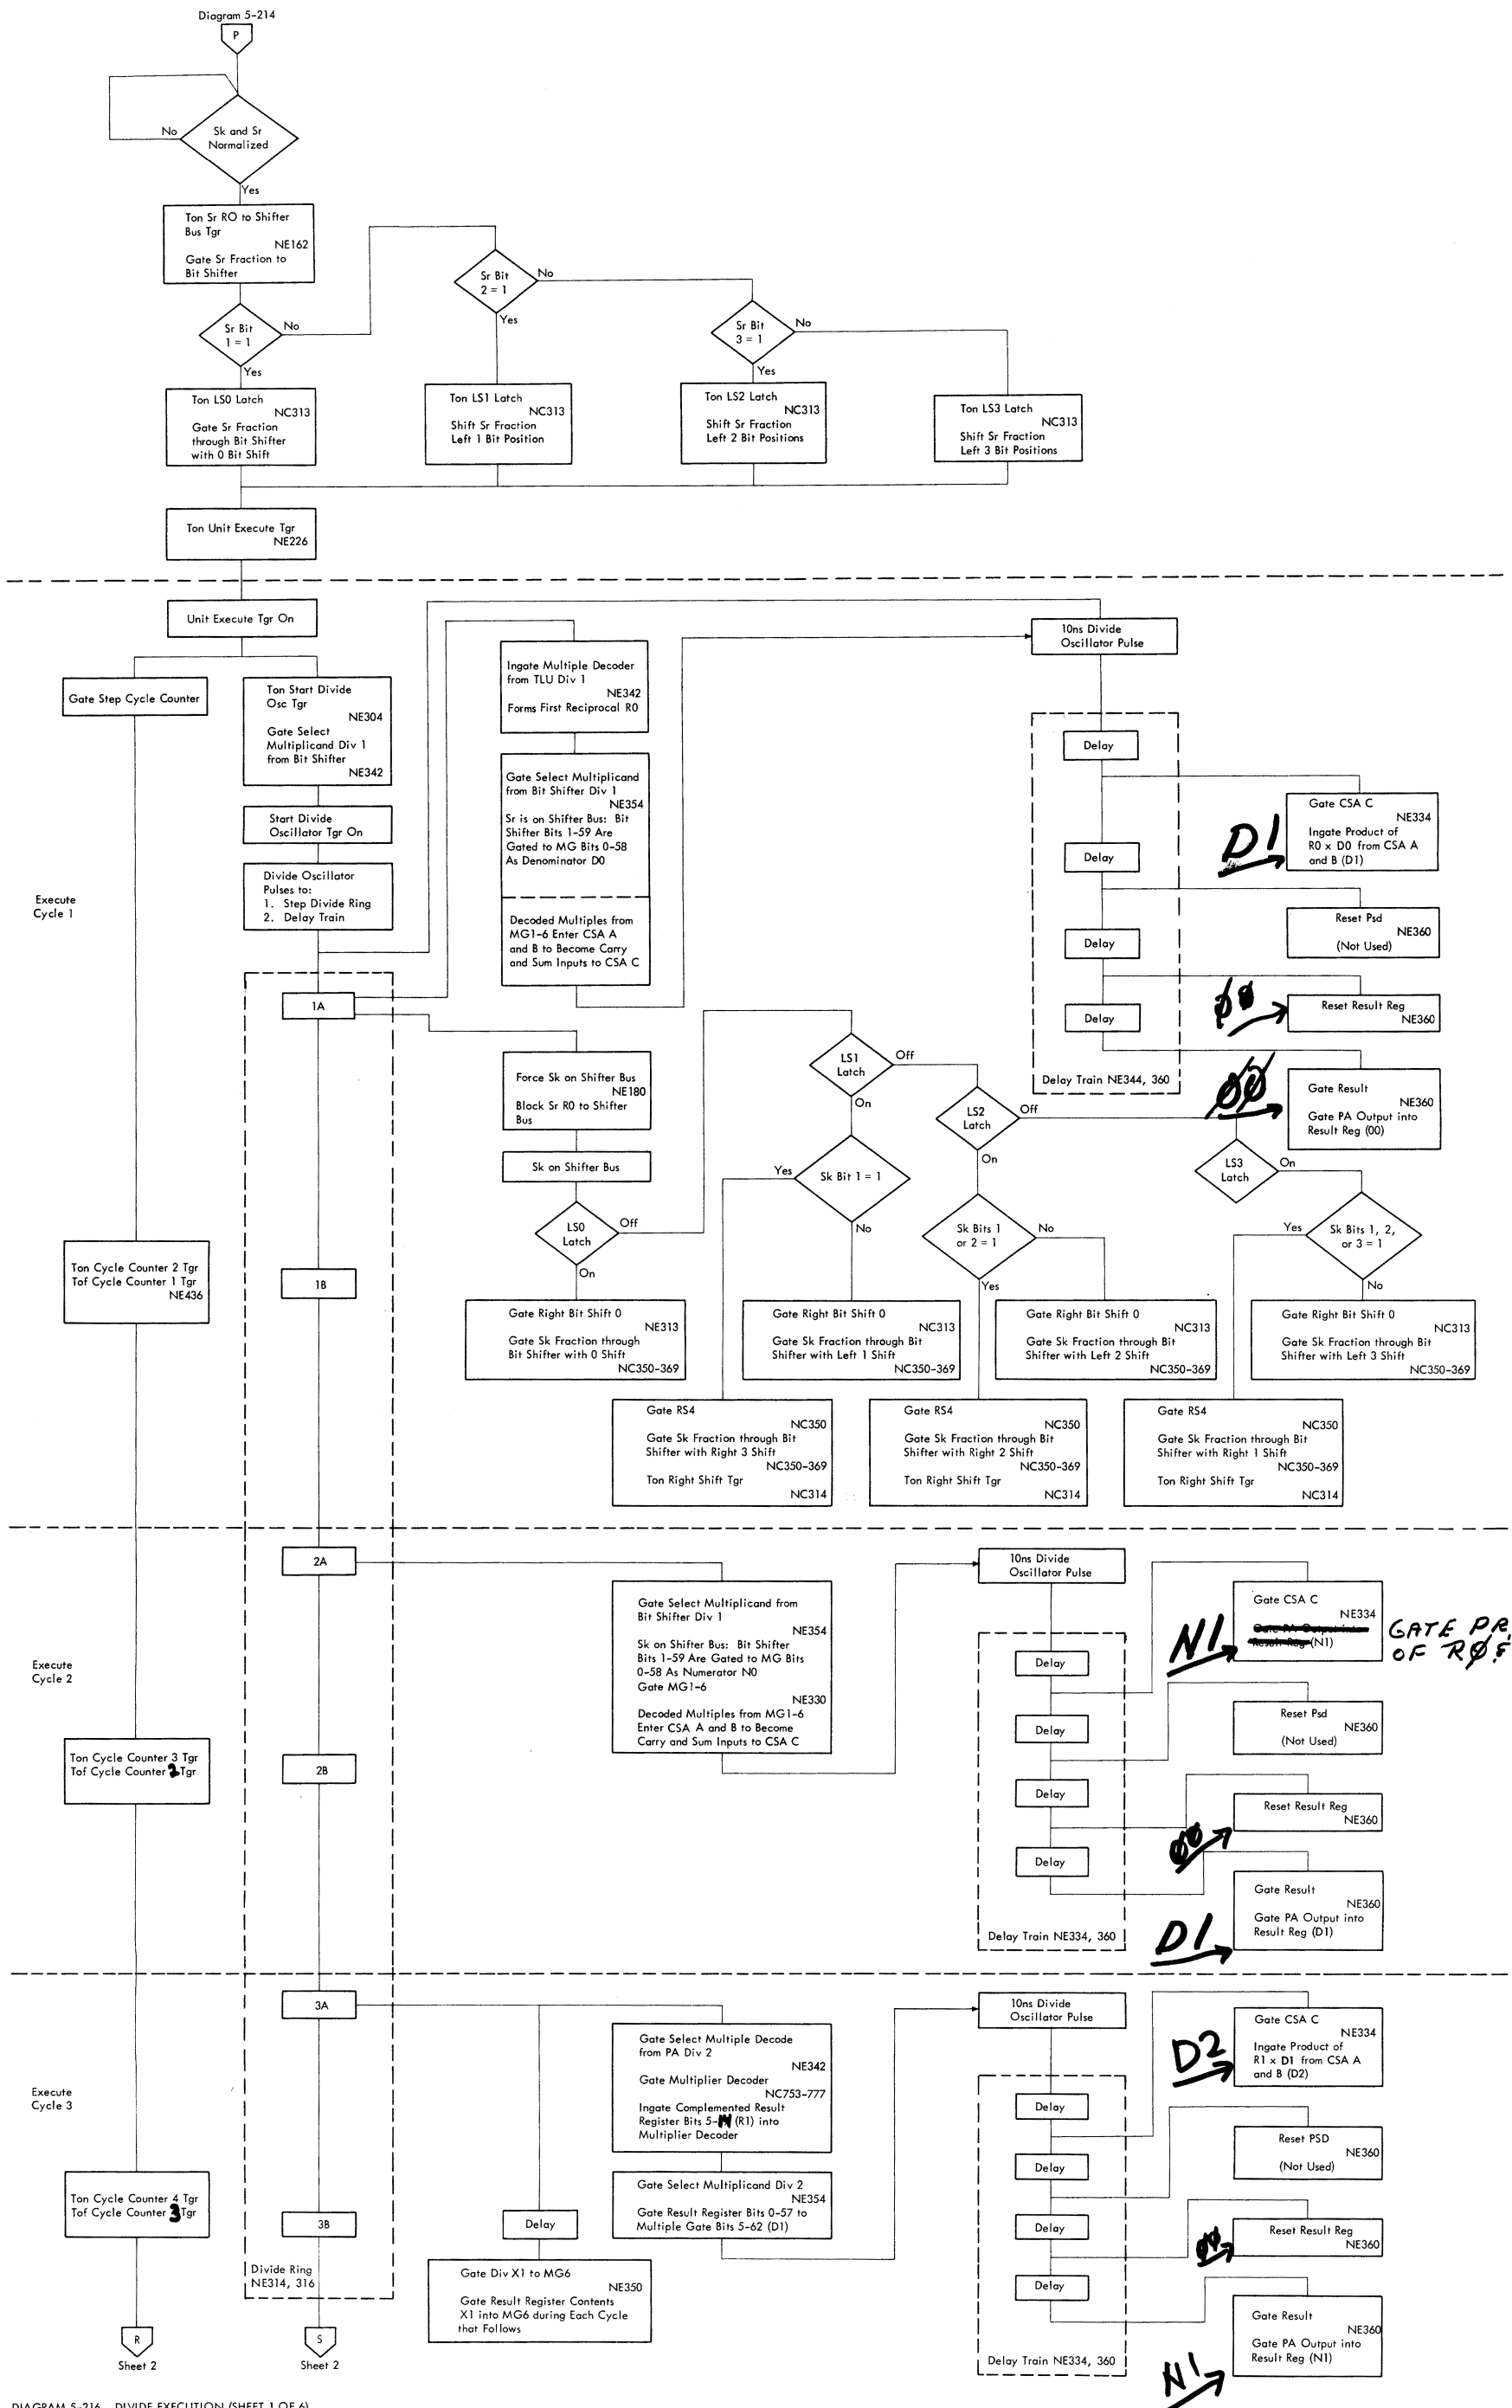 Diagram 5-214
P
No
Sk and Sr
Normalized
Yes
Ton Sr RO to Shifter
Bus Tgr
NE162
Gate Sr Fraction to
Bit Shifter
Sr Bit
1 = 1
No
Yes
Sr Bit
2 = 1
No
Yes
Sr Bit
3 = 1
No
Yes
Ton LS0 Latch
NC313
Gate Sr Fraction
through Bit Shifter
with 0 Bit Shift
Ton LS1 Latch
NC313
Shift Sr Fraction
Left 1 Bit Position
Ton LS2 Latch
NC313
Shift Sr Fraction
Left 2 Bit Positions
Ton LS3 Latch
NC313
Shift Sr Fraction
Left 3 Bit Positions
Ton Unit Execute Tgr
NE226
Unit Execute Tgr On
Gate Step Cycle Counter
Ton Start Divide
Osc Tgr
NE304
Gate Select
Multiplicand Div 1
from Bit Shifter
NE342
Start Divide
Oscillator Tgr On
Divide Oscillator
Pulses to:
1. Step Divide Ring
2. Delay Train
Execute
Cycle 1
1A
Ingate Multiple Decoder
from TLU Div 1
NE342
Forms First Reciprocal R0
Gate Select Multiplicand
from Bit Shifter Div 1
NE354
Sr is on Shifter Bus: Bit
Shifter Bits 1-59 Are
Gated to MG Bits 0-58
As Denominator D0
Decoded Multiples from
MG1-6 Enter CSA A
and B to Become Carry
and Sum Inputs to CSA C
10ns Divide
Oscillator Pulse
Delay
Delay
Delay
Delay
Delay Train NE344, 360
D1
Gate CSA C
NE334
Ingate Product of
R0 x D0 from CSA A
and B (D1)
Reset Psd
NE360
(Not Used)
Reset Result Reg
NE360
Gate Result
NE360
Gate PA Output into
Result Reg (00)
Force Sk on Shifter Bus
NE180
Block Sr R0 to Shifter
Bus
Sk on Shifter Bus
LS0
Latch
Off
On
LS1
Latch
Off
On
LS2
Latch
Off
On
LS3
Latch
On
Yes
Sk Bit 1 = 1
No
Sk Bits 1
or 2 = 1
No
Yes
Yes
Sk Bits 1, 2,
or 3 = 1
No
Ton Cycle Counter 2 Tgr
Tof Cycle Counter 1 Tgr
NE436
1B
Gate Right Bit Shift 0
NE313
Gate Sk Fraction through
Bit Shifter with 0 Shift
NC350-369
Gate Right Bit Shift 0
NC313
Gate Sk Fraction through Bit
Shifter with Left 1 Shift
NC350-369
Gate Right Bit Shift 0
NC313
Gate Sk Fraction through Bit
Shifter with Left 2 Shift
NC350-369
Gate Right Bit Shift 0
NC313
Gate Sk Fraction through Bit
Shifter with Left 3 Shift
NC350-369
Gate RS4
NC350
Gate Sk Fraction through Bit
Shifter with Right 3 Shift
NC350-369
Ton Right Shift Tgr
NC314
Gate RS4
NC350
Gate Sk Fraction through Bit
Shifter with Right 2 Shift
NC350-369
Ton Right Shift Tgr
NC314
Gate RS4
NC350
Gate Sk Fraction through Bit
Shifter with Right 1 Shift
NC350-369
Ton Right Shift Tgr
NC314
Execute
Cycle 2
2A
Gate Select Multiplicand from
Bit Shifter Div 1
NE354
Sk on Shifter Bus: Bit Shifter
Bits 1-59 Are Gated to MG Bits
0-58 As Numerator N0
Gate MG1-6
NE330
Decoded Multiples from MG1-6
Enter CSA A and B to Become
Carry and Sum Inputs to CSA C
10ns Divide
Oscillator Pulse
Delay
Delay
Delay
Delay
Delay Train NE334, 360
N1
Gate CSA C
NE334
Gate PA Output into
Result Reg (N1)
GATE PR
OF RØ
Reset Psd
NE360
(Not Used)
Reset Result Reg
NE360
D1
Gate Result
NE360
Gate PA Output into
Result Reg (D1)
Ton Cycle Counter 3 Tgr
Tof Cycle Counter 2 Tgr
2B
Execute
Cycle 3
3A
Gate Select Multiple Decode
from PA Div 2
NE342
Gate Multiplier Decoder
NC753-777
Ingate Complemented Result
Register Bits 5- (R1) into
Multiplier Decoder
Gate Select Multiplicand Div 2
NE354
Gate Result Register Bits 0-57 to
Multiple Gate Bits 5-62 (D1)
10ns Divide
Oscillator Pulse
Delay
Delay
Delay
Delay
Delay Train NE334, 360
D2
Gate CSA C
NE334
Ingate Product of
R1 x D1 from CSA A
and B (D2)
Reset PSD
NE360
(Not Used)
Reset Result Reg
NE360
N1
Gate Result
NE360
Gate PA Output into
Result Reg (N1)
Ton Cycle Counter 4 Tgr
Tof Cycle Counter 3 Tgr
3B
Delay
Gate Div X1 to MG6
NE350
Gate Result Register Contents
X1 into MG6 during Each Cycle
that Follows
Divide Ring
NE314, 316
R
Sheet 2
S
Sheet 2
DIAGRAM 5-216. DIVIDE EXECUTION (SHEET 1 OF 6)